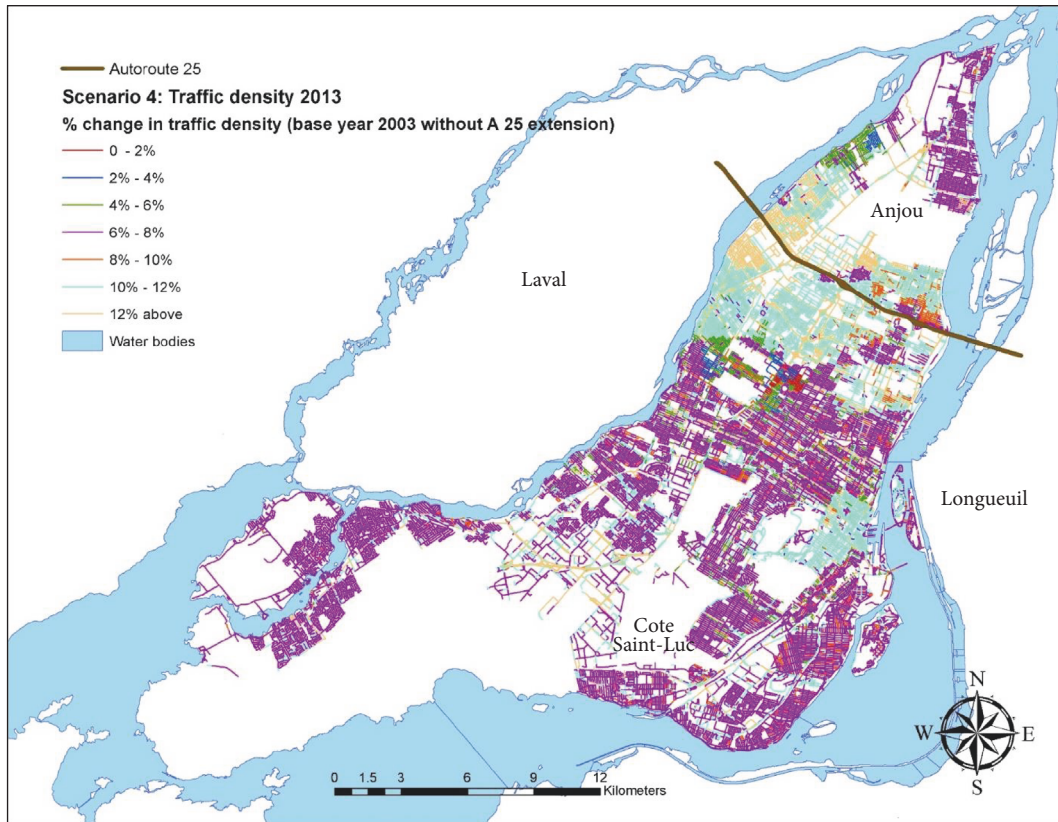 Autoroute 25
Scenario 4: Traffic density 2013
% change in traffic density (base year 2003 without A 25 extension)
0 - 2%
2% - 4%
4% - 6%
6% - 8%
8% - 10%
10% - 12%
12% above
Water bodies
Anjou
Laval
Longueuil
Cote
Saint-Luc
N
W
E
S
0 1.5 3 6 9 12
Kilometers